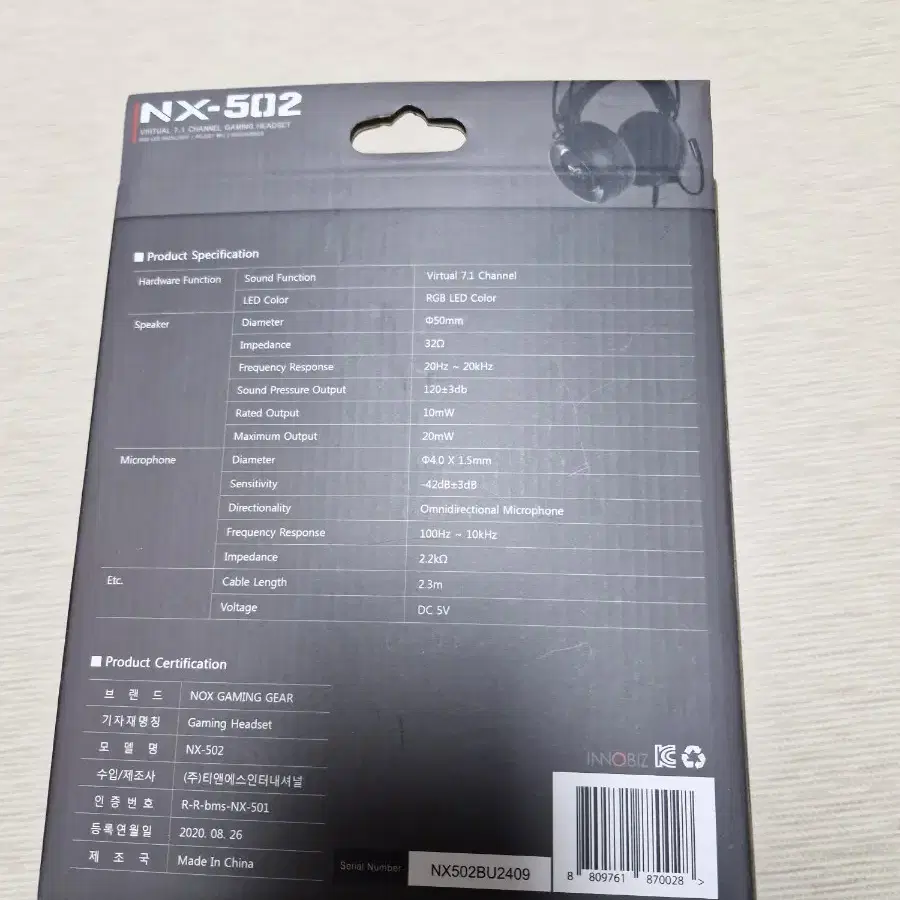 NX-502
VIRTUAL 7.1 CHANNEL GAMING HEADSET
■ Product Specification
Hardware Function Sound Function Virtual 7.1 Channel
LED Color RGB LED Color
Speaker Diameter Φ50mm
Impedance 32Ω
Frequency Response 20Hz ~ 20kHz
Sound Pressure Output 120±3db
Rated Output 10mW
Maximum Output 20mW
Microphone Diameter Φ4.0 X 1.5mm
Sensitivity -42dB±3dB
Directionality Omnidirectional Microphone
Frequency Response 100Hz ~ 10kHz
Impedance 2.2kΩ
Etc. Cable Length 2.3m
Voltage DC 5V
■ Product Certification
브 랜 드 NOX GAMING GEAR
기자재명칭 Gaming Headset
모 델 명 NX-502
수입/제조사 (주)티앤에스인터내셔널
인 증 번 호 R-R-bms-NX-501
등록연월일 2020. 08. 26
제 조 국 Made In China
INNOBIZ
Serial Number NX502BU2409
8 809761 870028 >